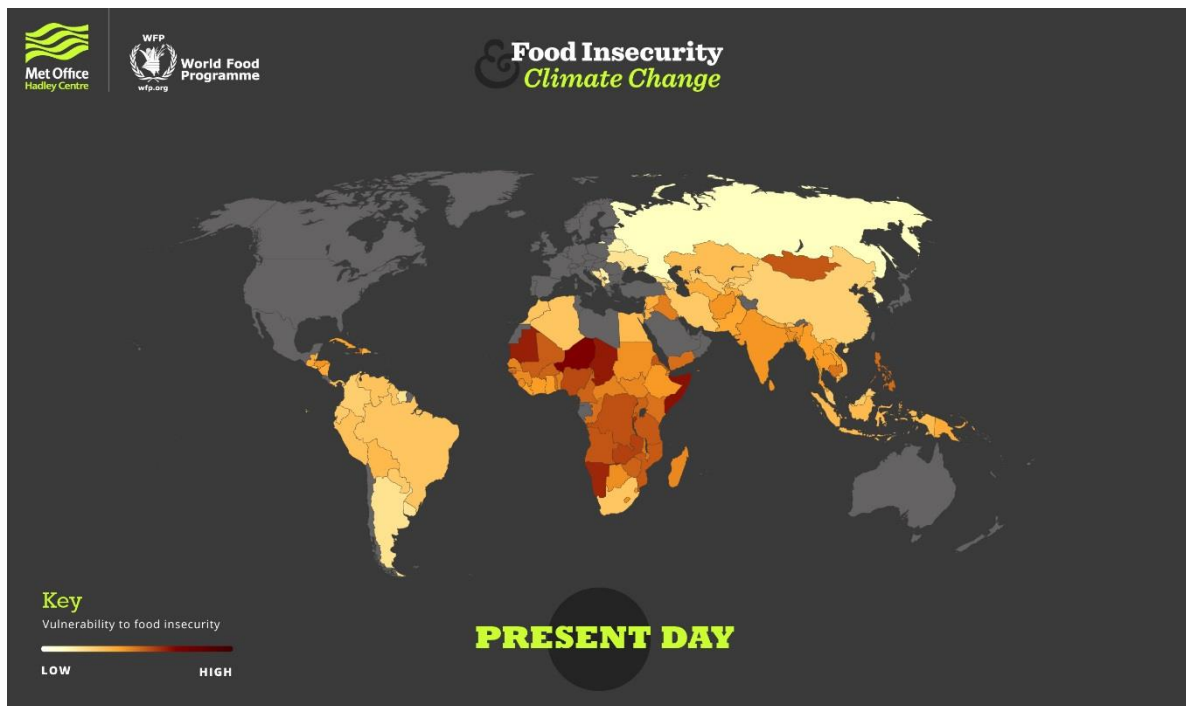 Met Office
Hadley Centre
WFP
wfp.org
World Food
Programme
& Food Insecurity
Climate Change
Key
Vulnerability to food insecurity
LOW
HIGH
PRESENT DAY